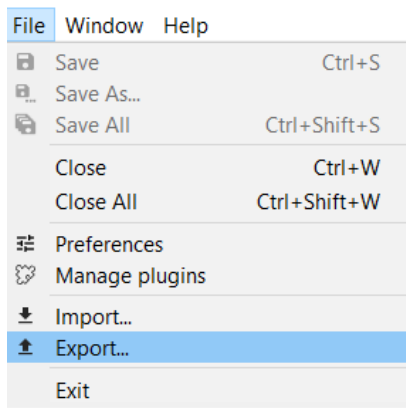 File Window Help
Save Ctrl+S
Save As...
Save All Ctrl+Shift+S
Close Ctrl+W
Close All Ctrl+Shift+W
Preferences
Manage plugins
Import...
Export...
Exit